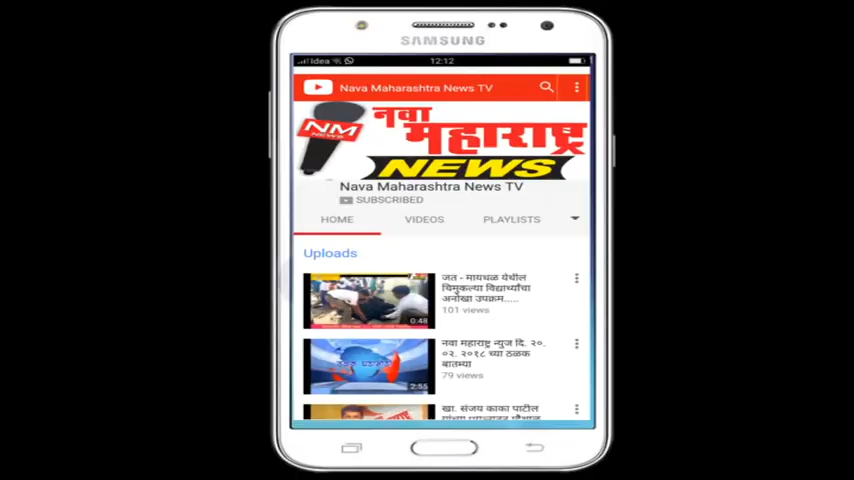 SAMSUNG
Idea 12:12
Nava Maharashtra News TV
NM
NEWS
नवा
महाराष्ट्र
NEWS
Nava Maharashtra News TV
SUBSCRIBED
HOME VIDEOS PLAYLISTS
Uploads
जत - मायथळ येथील
चिमुकल्या विद्यार्थ्यांचा
अनोखा उपक्रम.....
101 views
0:48
नवा महाराष्ट्र न्युज दि. २०.
०२. २०१८ च्या ठळक
बातम्या
79 views
2:55
खा. संजय काका पाटील